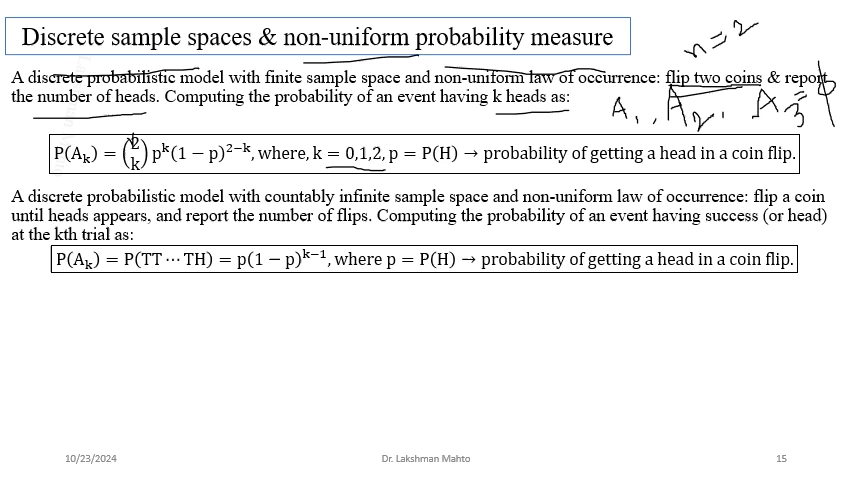 Discrete sample spaces & non-uniform probability measure
n = 2
A discrete probabilistic model with finite sample space and non-uniform law of occurrence: flip two coins & report
the number of heads. Computing the probability of an event having k heads as:
A₁, A₂, A₃ = ϕ
P(Aₖ) = (2 k) pᵏ(1 − p)²⁻ᵏ, where, k = 0,1,2, p = P(H) → probability of getting a head in a coin flip.
A discrete probabilistic model with countably infinite sample space and non-uniform law of occurrence: flip a coin
until heads appears, and report the number of flips. Computing the probability of an event having success (or head)
at the kth trial as:
P(Aₖ) = P(TT ⋯ TH) = p(1 − p)ᵏ⁻¹, where p = P(H) → probability of getting a head in a coin flip.
10/23/2024 Dr. Lakshman Mahto 15